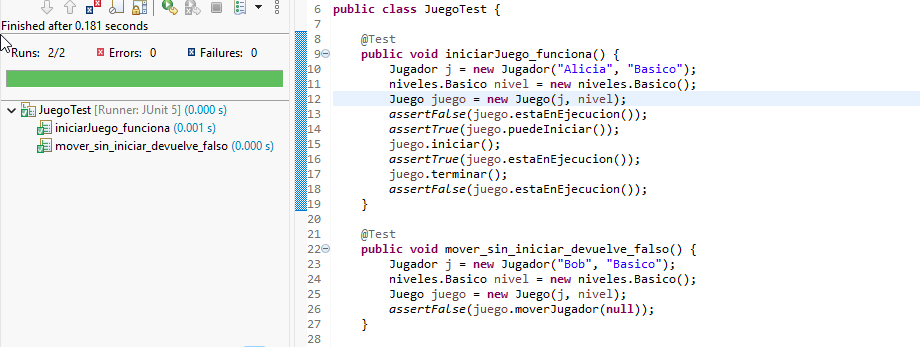 Finished after 0.181 seconds
Runs: 2/2 Errors: 0 Failures: 0
JuegoTest [Runner: JUnit 5] (0.000 s)
iniciarJuego_funciona (0.001 s)
mover_sin_iniciar_devuelve_falso (0.000 s)
6 public class JuegoTest {
7
8 @Test
9 public void iniciarJuego_funciona() {
10 Jugador j = new Jugador("Alicia", "Basico");
11 niveles.Basico nivel = new niveles.Basico();
12 Juego juego = new Juego(j, nivel);
13 assertFalse(juego.estaEnEjecucion());
14 assertTrue(juego.puedeIniciar());
15 juego.iniciar();
16 assertTrue(juego.estaEnEjecucion());
17 juego.terminar();
18 assertFalse(juego.estaEnEjecucion());
19 }
20
21 @Test
22 public void mover_sin_iniciar_devuelve_falso() {
23 Jugador j = new Jugador("Bob", "Basico");
24 niveles.Basico nivel = new niveles.Basico();
25 Juego juego = new Juego(j, nivel);
26 assertFalse(juego.moverJugador(null));
27 }
28